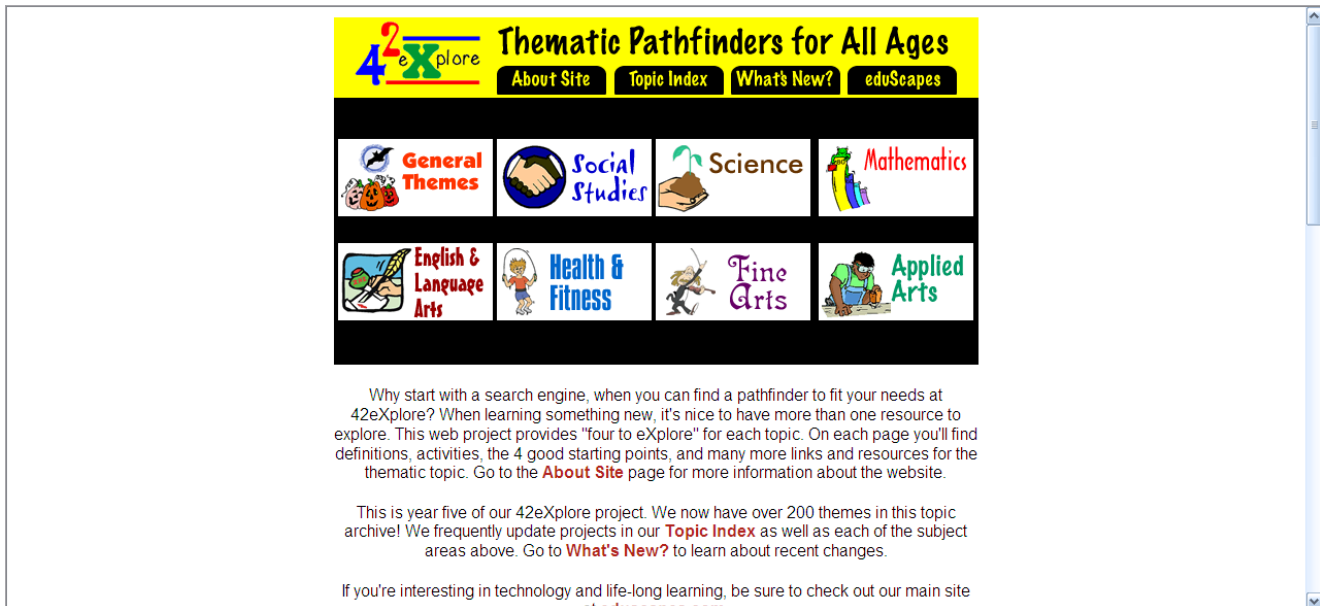 42eXplore
Thematic Pathfinders for All Ages
About Site Topic Index What's New? eduScapes
General Themes
Social Studies
Science
Mathematics
English & Language Arts
Health & Fitness
Fine Arts
Applied Arts
Why start with a search engine, when you can find a pathfinder to fit your needs at
42eXplore? When learning something new, it's nice to have more than one resource to
explore. This web project provides "four to eXplore" for each topic. On each page you'll find
definitions, activities, the 4 good starting points, and many more links and resources for the
thematic topic. Go to the About Site page for more information about the website.
This is year five of our 42eXplore project. We now have over 200 themes in this topic
archive! We frequently update projects in our Topic Index as well as each of the subject
areas above. Go to What's New? to learn about recent changes.
If you're interesting in technology and life-long learning, be sure to check out our main site